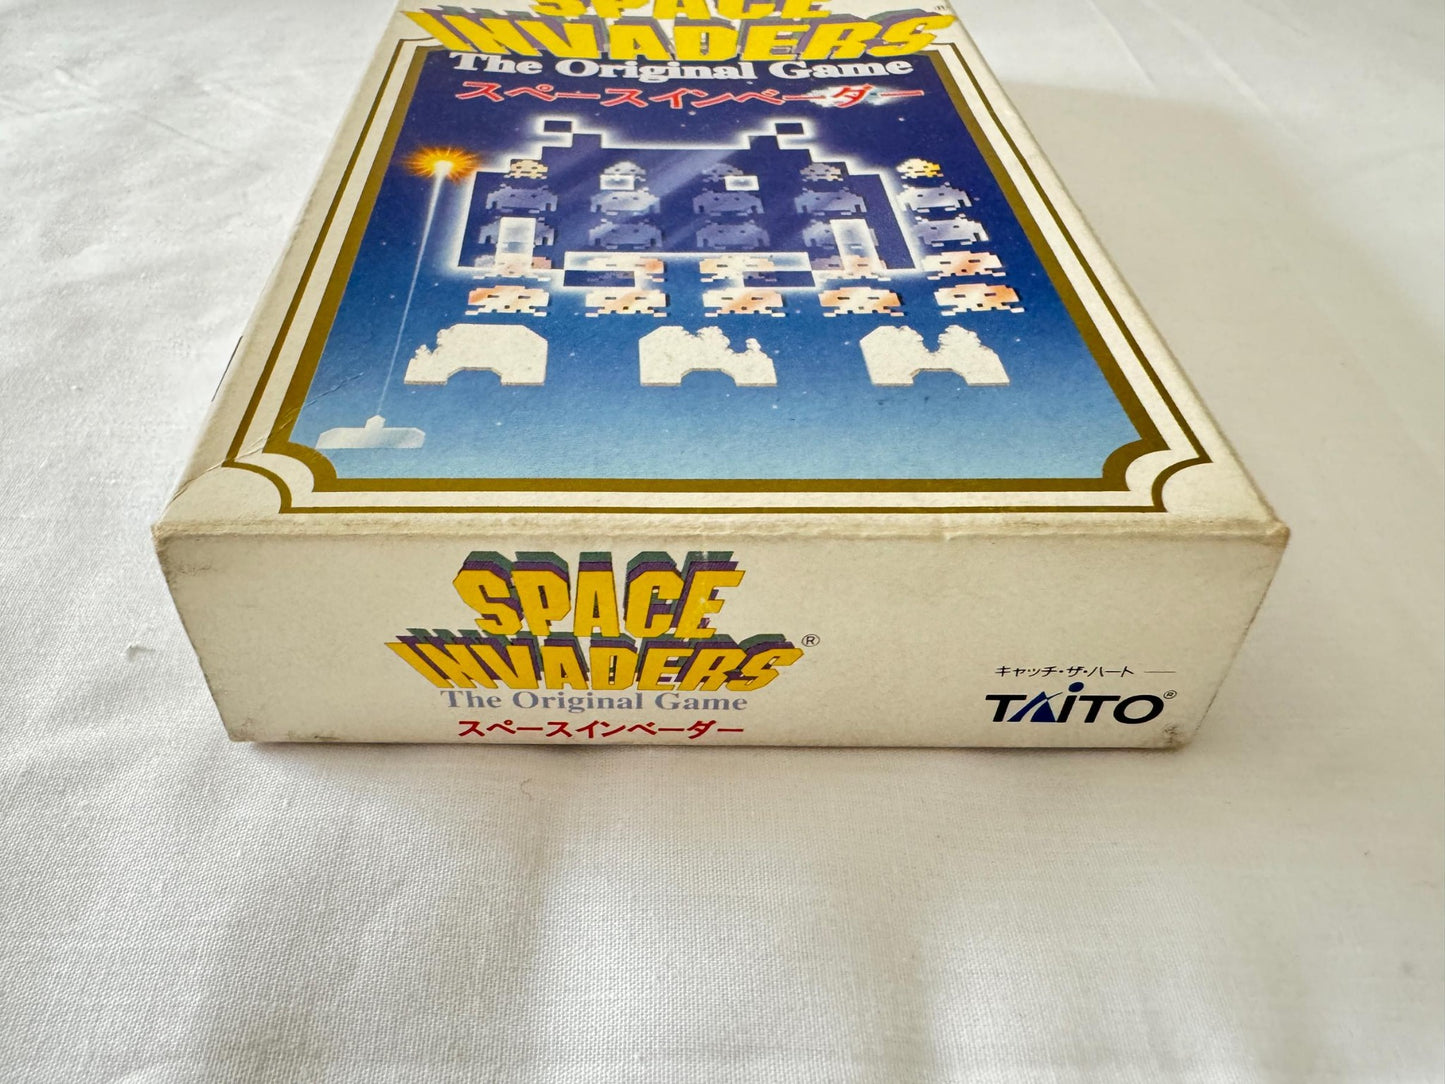 SPACE
INVADERS®
The Original Game
スペースインベーダー
SPACE
INVADERS®
The Original Game
スペースインベーダー
キャッチ・ザ・ハート
TAiTO®